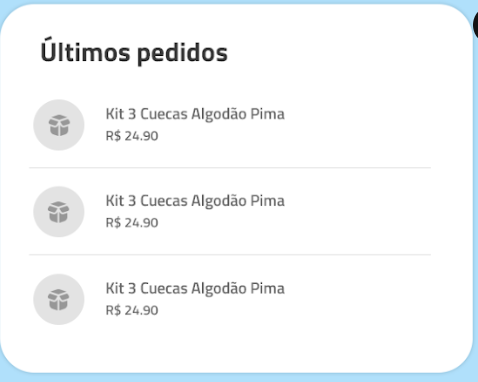 Últimos pedidos
Kit 3 Cuecas Algodão Pima
R$ 24.90
Kit 3 Cuecas Algodão Pima
R$ 24.90
Kit 3 Cuecas Algodão Pima
R$ 24.90